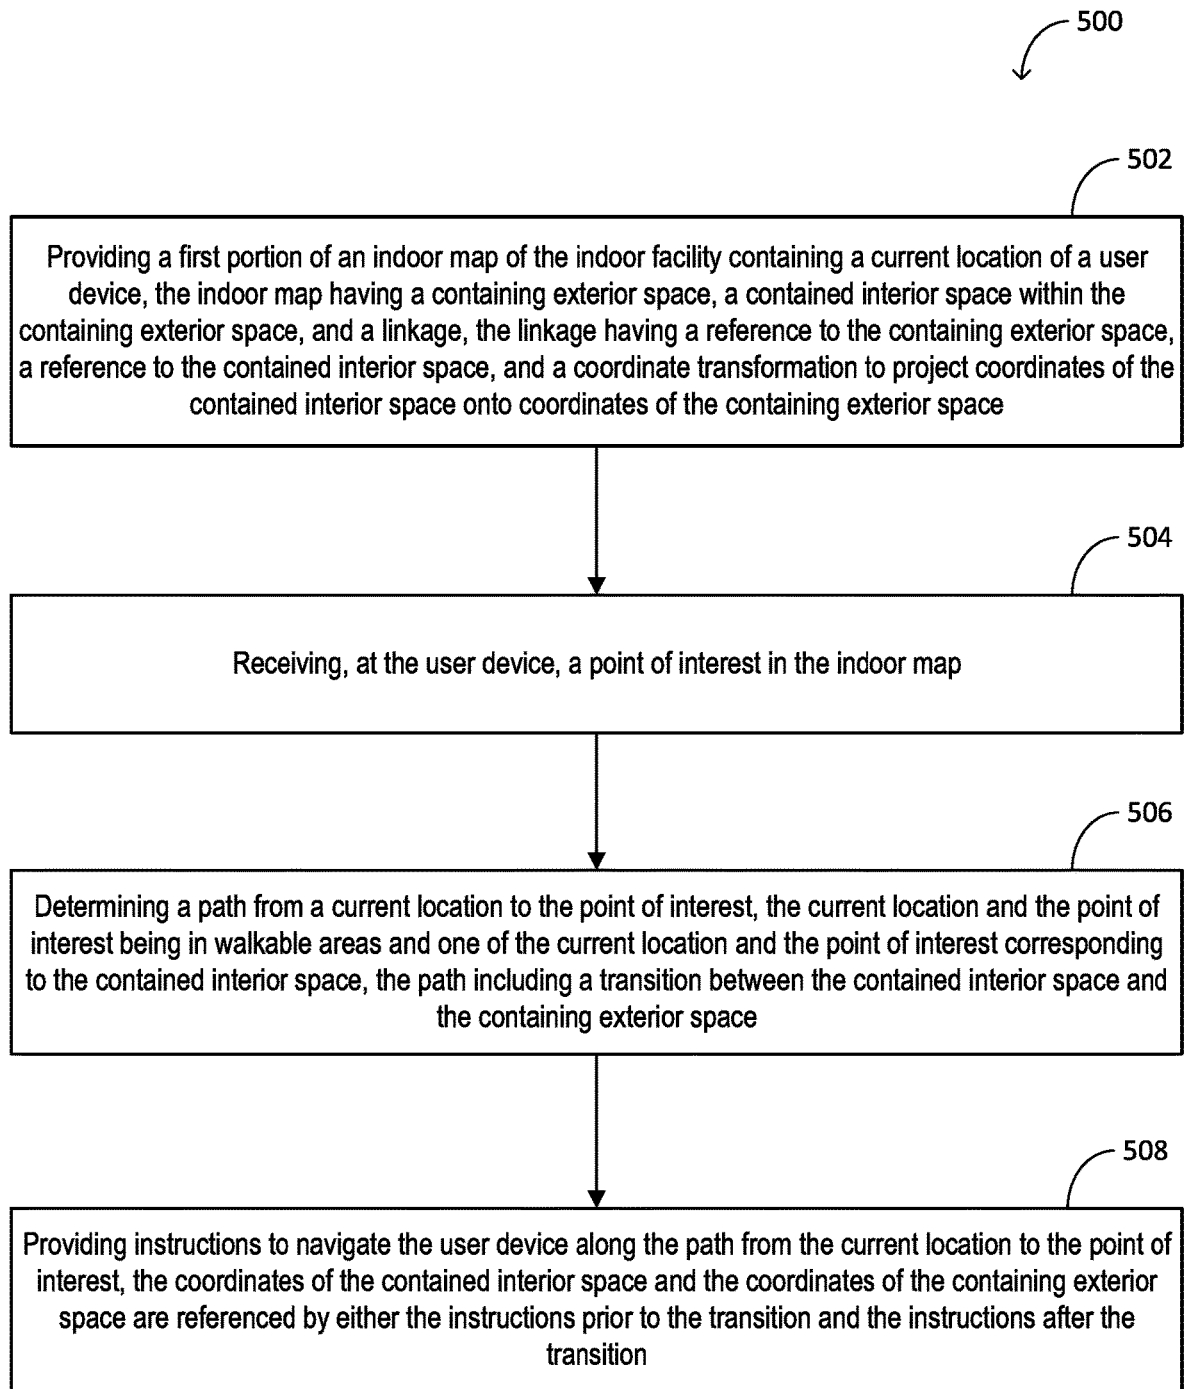 500
502
Providing a first portion of an indoor map of the indoor facility containing a current location of a user
device, the indoor map having a containing exterior space, a contained interior space within the
containing exterior space, and a linkage, the linkage having a reference to the containing exterior space,
a reference to the contained interior space, and a coordinate transformation to project coordinates of the
contained interior space onto coordinates of the containing exterior space
504
Receiving, at the user device, a point of interest in the indoor map
506
Determining a path from a current location to the point of interest, the current location and the point of
interest being in walkable areas and one of the current location and the point of interest corresponding
to the contained interior space, the path including a transition between the contained interior space and
the containing exterior space
508
Providing instructions to navigate the user device along the path from the current location to the point of
interest, the coordinates of the contained interior space and the coordinates of the containing exterior
space are referenced by either the instructions prior to the transition and the instructions after the
transition